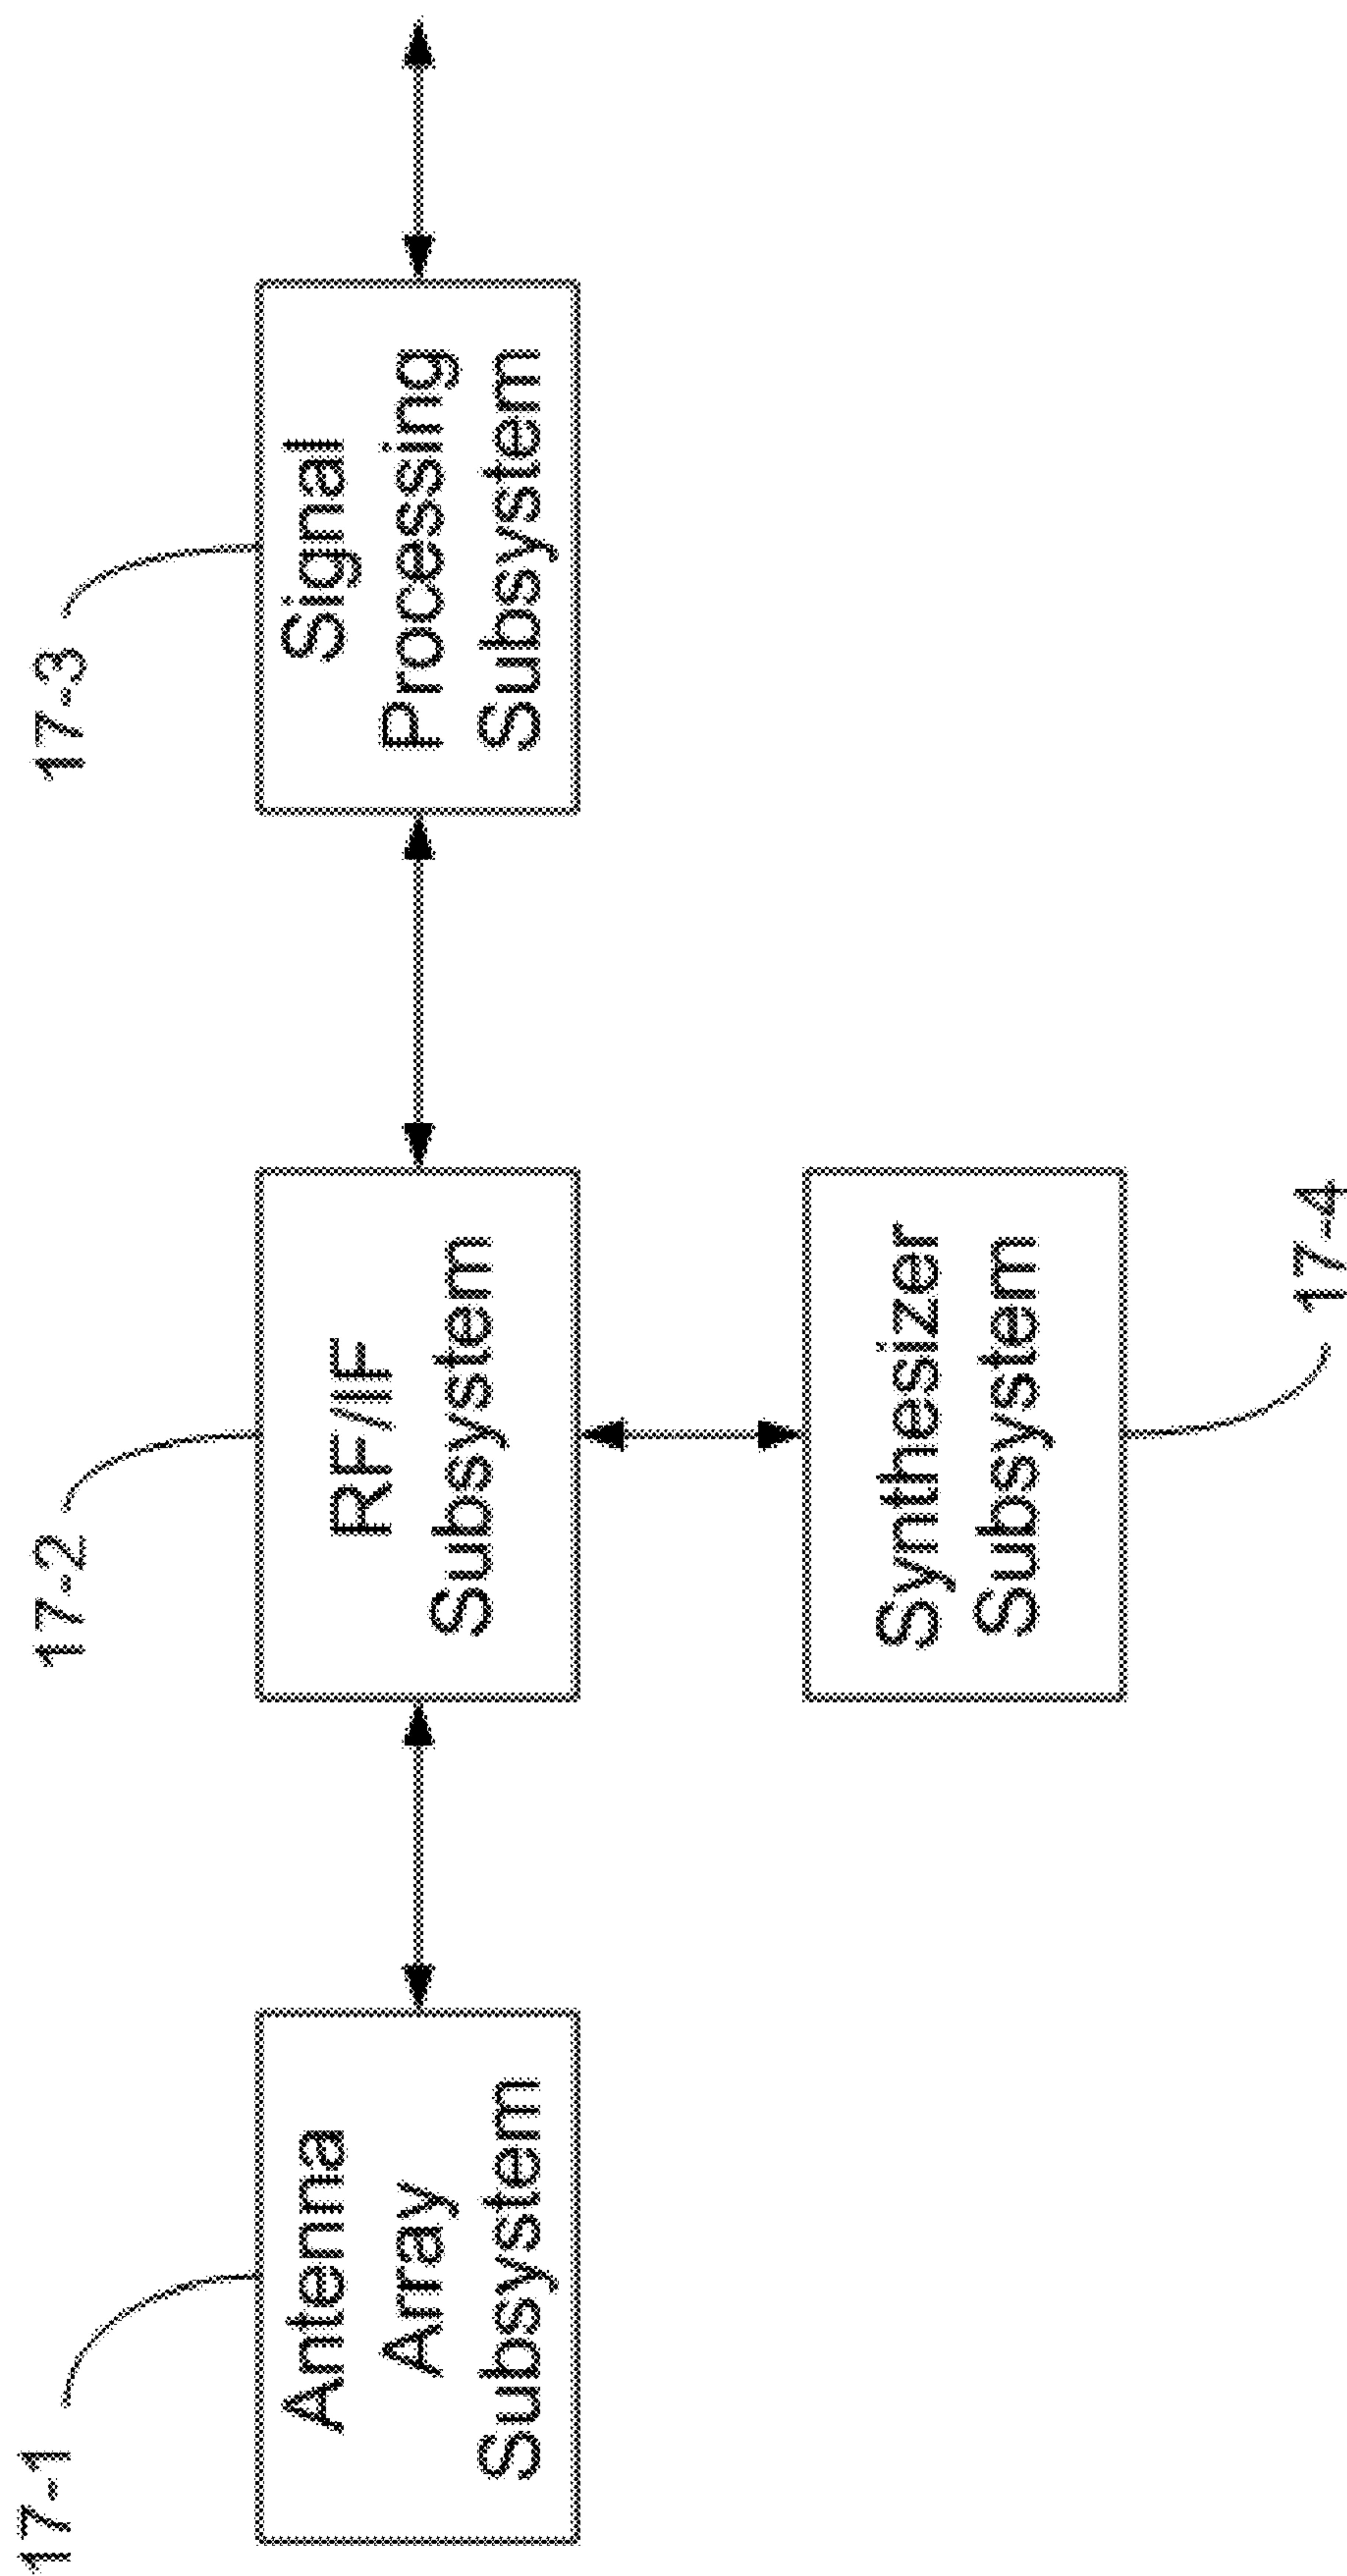 17-1
Antenna
Array
Subsystem
17-2
RF/IF
Subsystem
17-3
Signal
Processing
Subsystem
Synthesizer
Subsystem
17-4